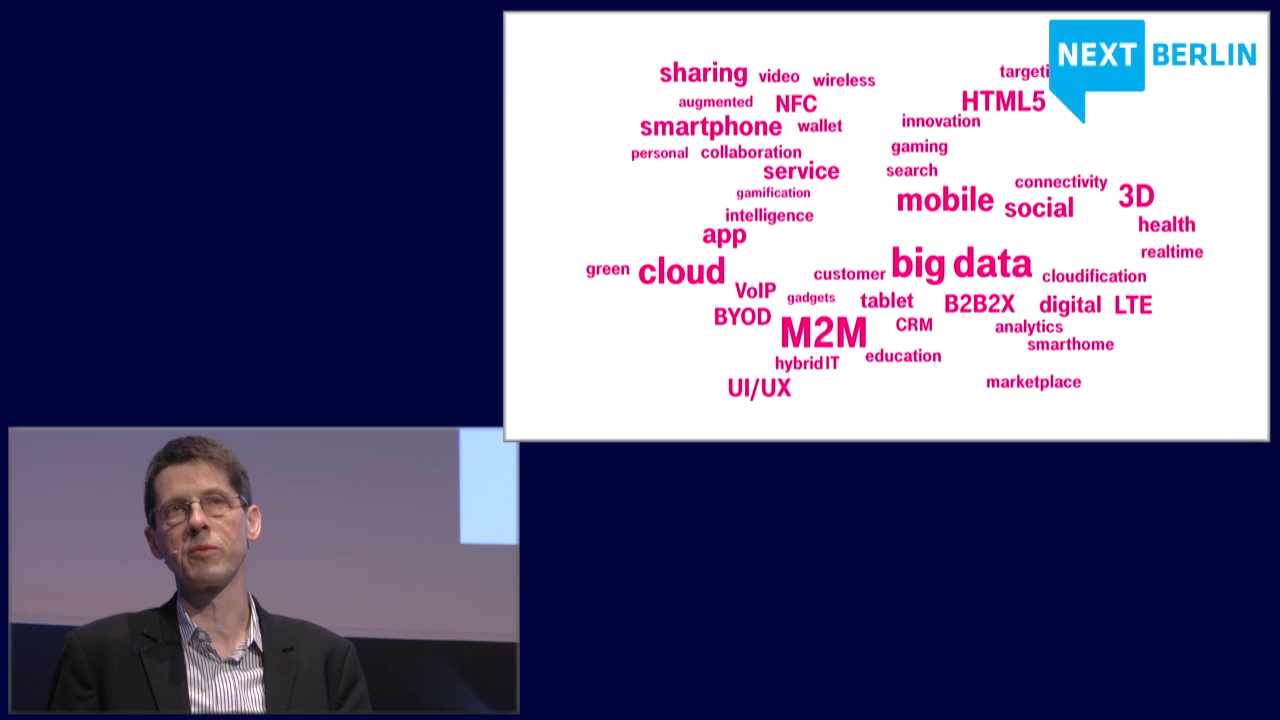 NEXT BERLIN
sharing video wireless
targeti
augmented NFC
HTML5
smartphone wallet
innovation
personal collaboration
gaming
service
search
gamification
connectivity
mobile social 3D
intelligence
health
app
realtime
green cloud
customer big data cloudification
VoIP gadgets tablet B2B2X digital LTE
BYOD M2M CRM analytics
smarthome
hybrid IT education
UI/UX
marketplace